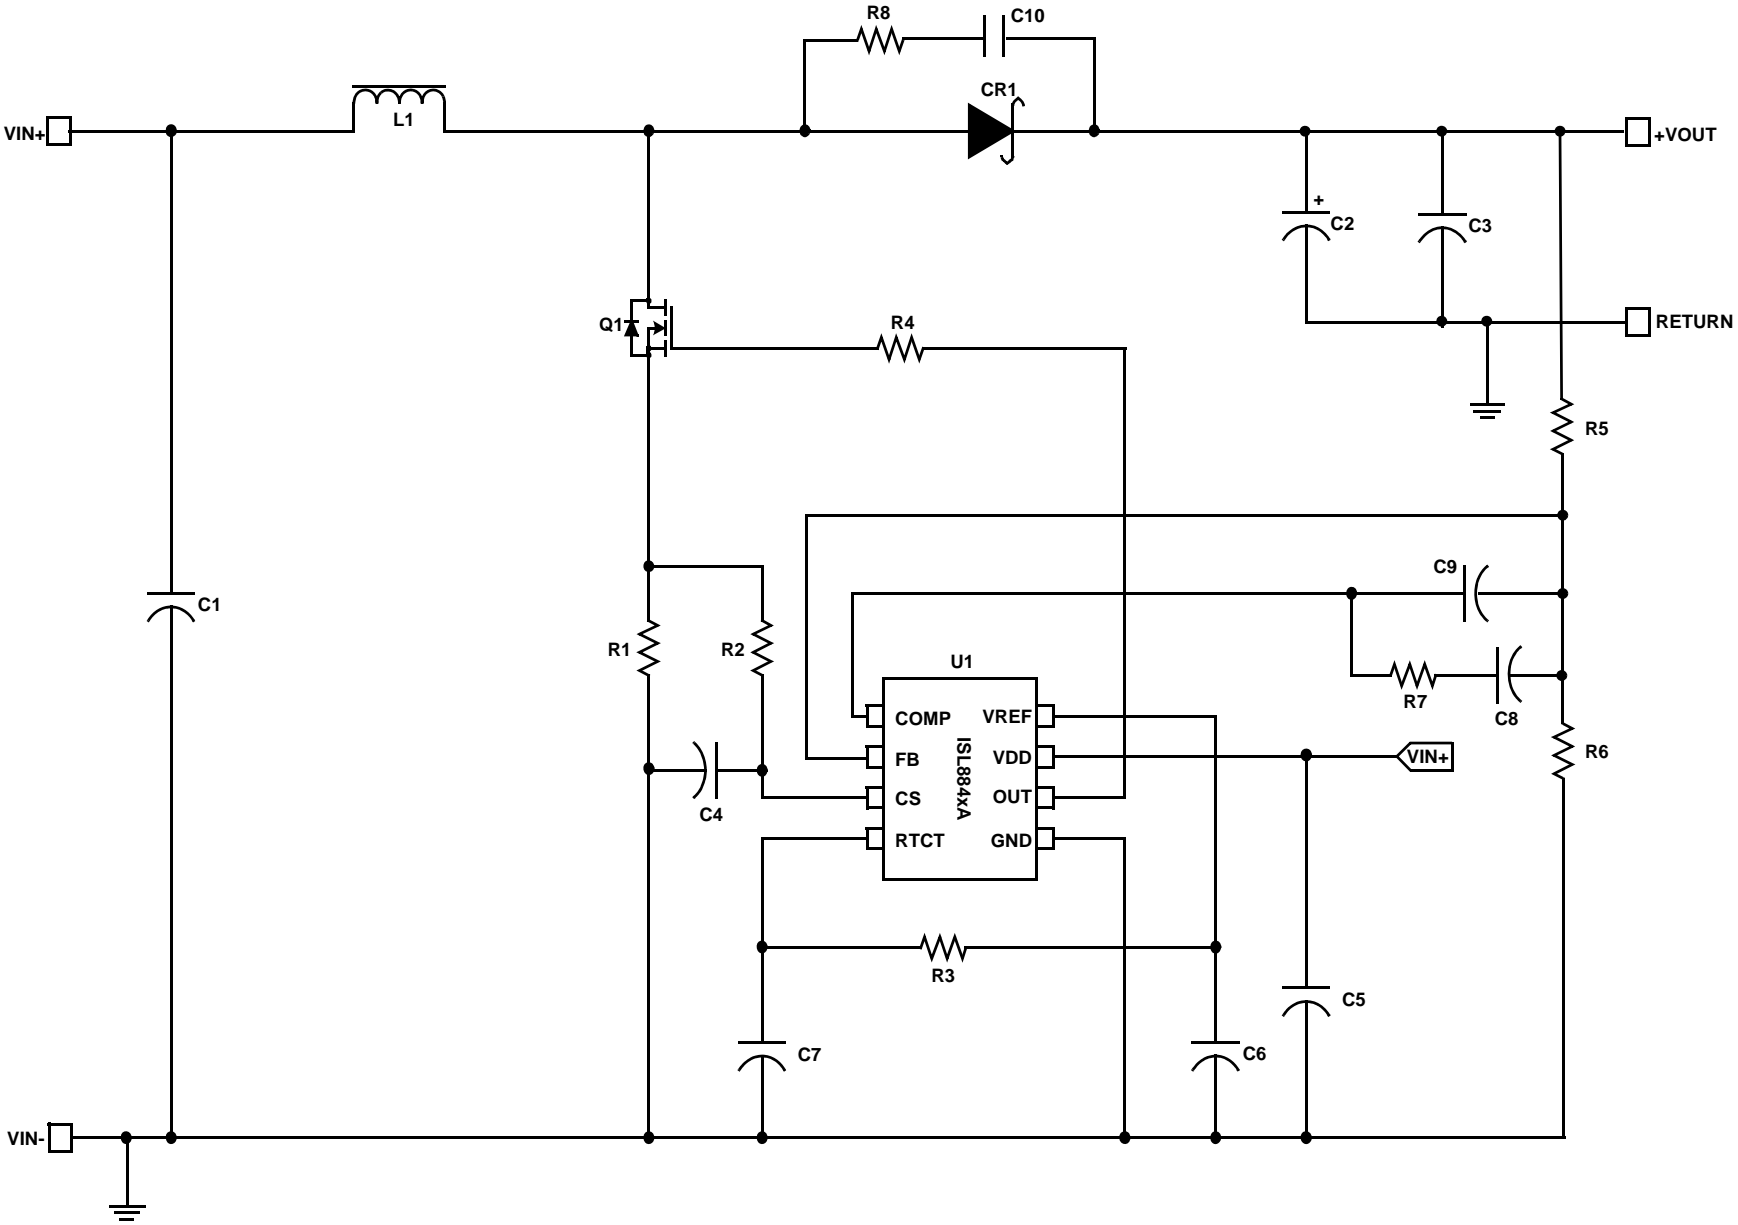 R8
C10
CR1
VIN+
L1
+VOUT
+
C2
C3
Q1
R4
RETURN
R5
C9
C1
R1
R2
U1
R7
C8
COMP
VREF
FB
VDD
VIN+
R6
CS
OUT
C4
RTCT
GND
ISL884xA
R3
C5
C7
C6
VIN-